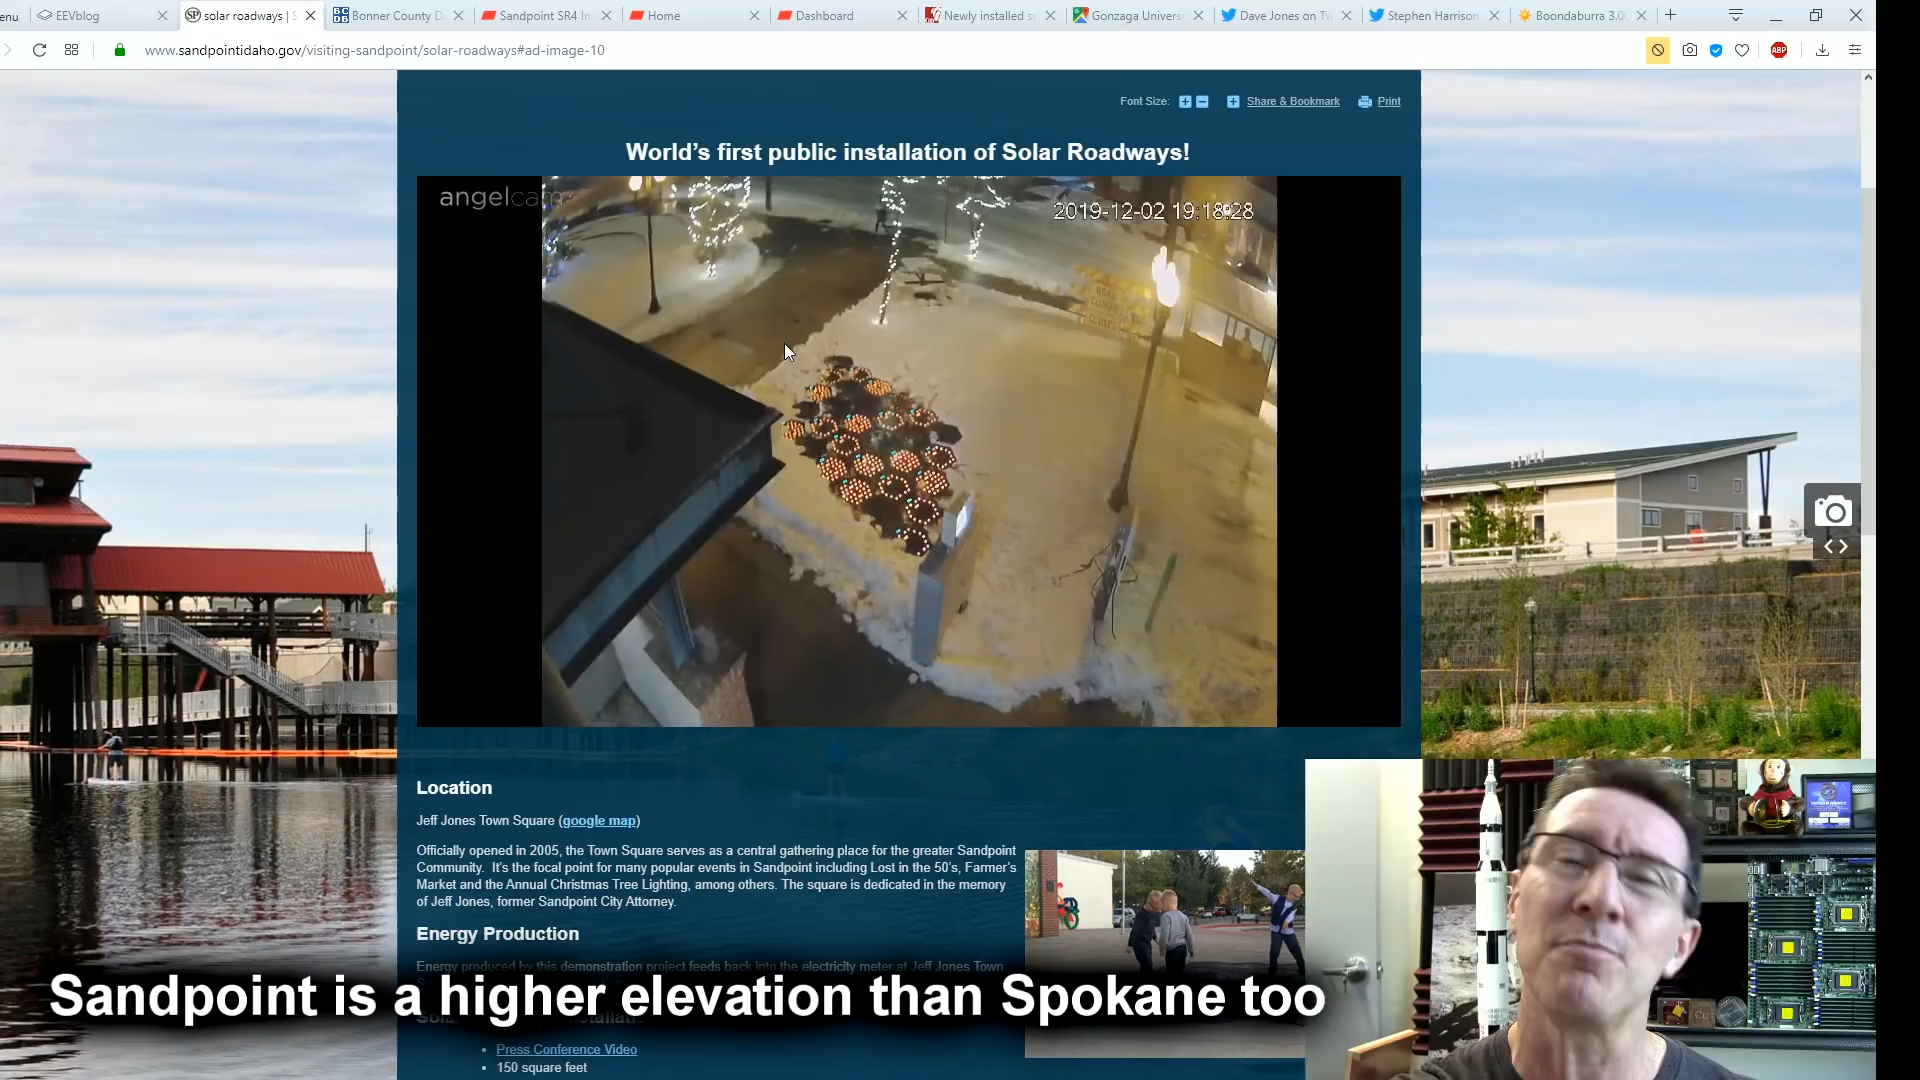 enu
EEVblog
solar roadways | S
Bonner County D
Sandpoint SR4 In
Home
Dashboard
Newly installed s
Gonzaga Univers
Dave Jones on Tw
Stephen Harrison
Boondaburra 3.0
www.sandpointidaho.gov/visiting-sandpoint/solar-roadways#ad-image-10
ABP
Font Size:
Share & Bookmark
Print
World’s first public installation of Solar Roadways!
angelcam
2019-12-02 19:18:28
Location
Jeff Jones Town Square (google map)
Officially opened in 2005, the Town Square serves as a central gathering place for the greater Sandpoint
Community. It’s the focal point for many popular events in Sandpoint including Lost in the 50’s, Farmer’s
Market and the Annual Christmas Tree Lighting, among others. The square is dedicated in the memory
of Jeff Jones, former Sandpoint City Attorney.
Energy Production
Energy produced by this demonstration project feeds back into the electricity meter at Jeff Jones Town
Sandpoint is a higher elevation than Spokane too
Press Conference Video
150 square feet